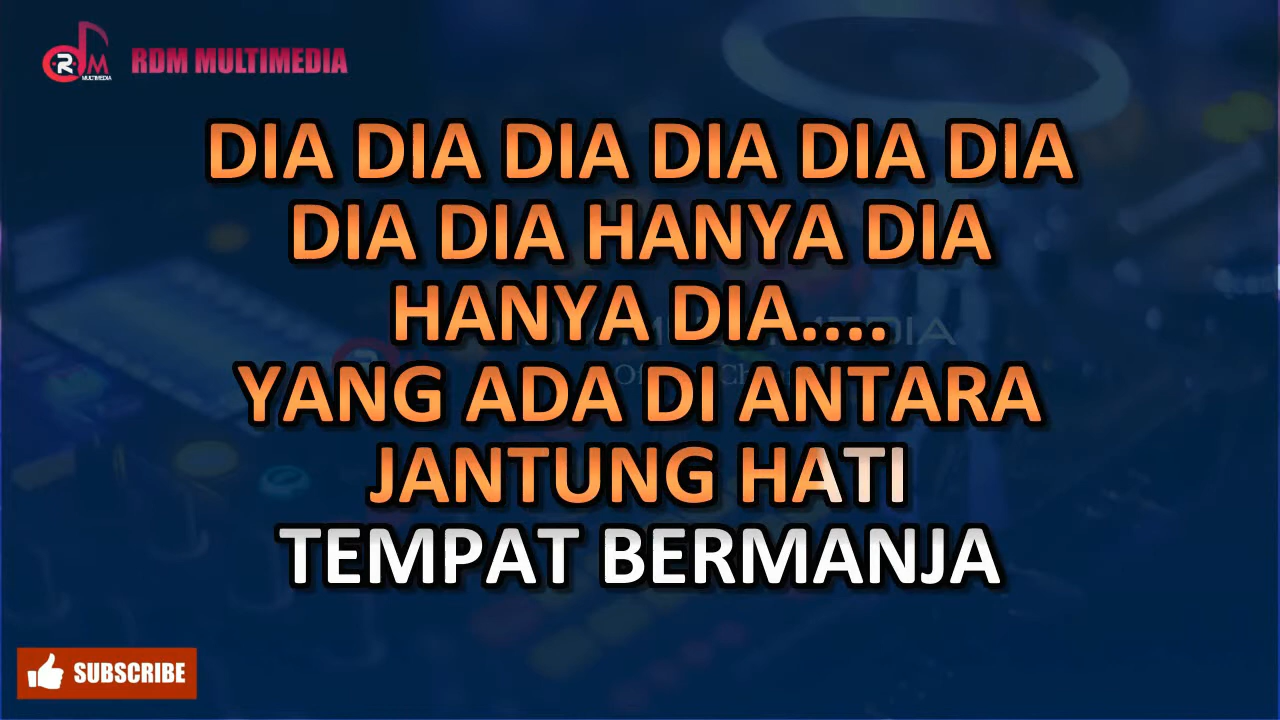 RDM MULTIMEDIA
R M
MULTIMEDIA
DIA DIA DIA DIA DIA DIA
DIA DIA HANYA DIA
HANYA DIA....
YANG ADA DI ANTARA
JANTUNG HATI
TEMPAT BERMANJA
SUBSCRIBE